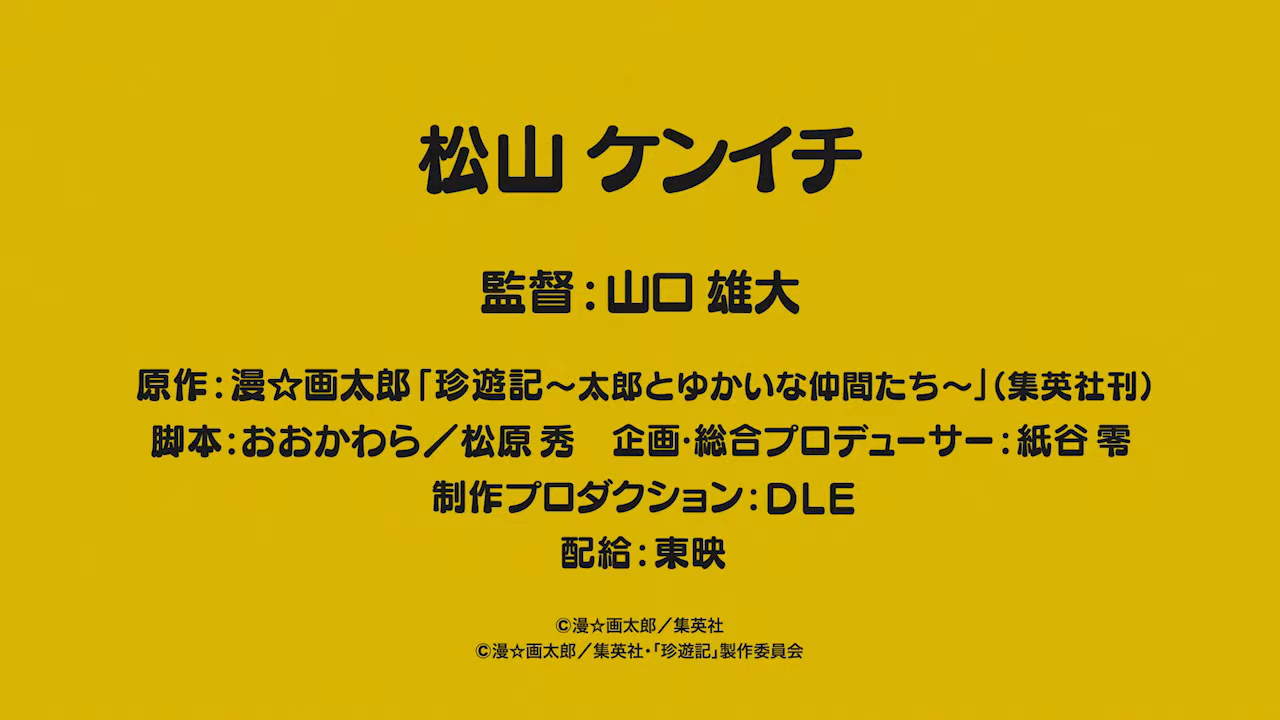 松山 ケンイチ
監督：山口 雄大
原作：漫☆画太郎「珍遊記～太郎とゆかいな仲間たち～」（集英社刊）
脚本：おおかわら／松原 秀　企画・総合プロデューサー：紙谷 零
制作プロダクション：DLE
配給：東映
©漫☆画太郎／集英社
©漫☆画太郎／集英社・「珍遊記」製作委員会